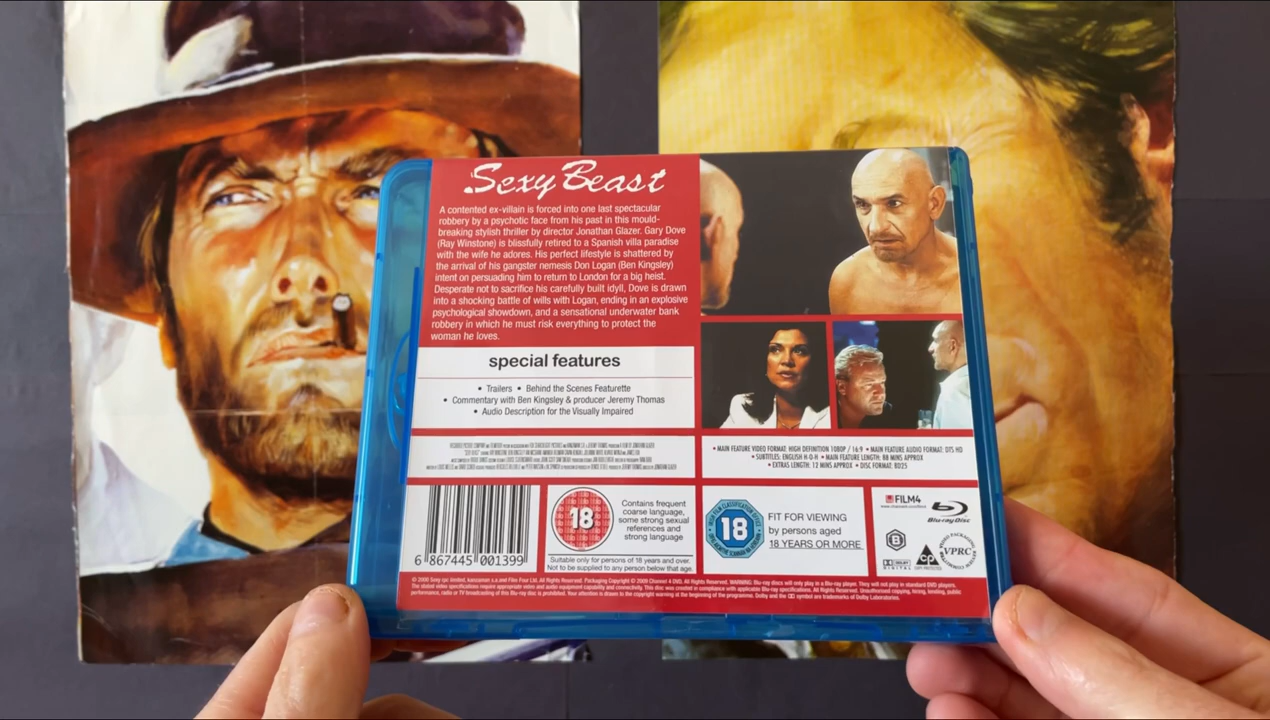 Sexy Beast
A contented ex-villain is forced into one last spectacular
robbery by a psychotic face from his past in this mould-
breaking stylish thriller by director Jonathan Glazer. Gary Dove
(Ray Winstone) is blissfully retired to a Spanish villa paradise
with the wife he adores. His perfect lifestyle is shattered by
the arrival of his gangster nemesis Don Logan (Ben Kingsley)
intent on persuading him to return to London for a big heist.
Desperate not to sacrifice his carefully built idyll, Dove is drawn
into a shocking battle of wills with Logan, ending in an explosive
psychological showdown, and a sensational underwater bank
robbery in which he must risk everything to protect the
woman he loves.
special features
• Trailers • Behind the Scenes Featurette
• Commentary with Ben Kingsley & producer Jeremy Thomas
• Audio Description for the Visually Impaired
• MAIN FEATURE VIDEO FORMAT: HIGH DEFINITION 1080P / 16:9 • MAIN FEATURE AUDIO FORMAT: DTS HD
• SUBTITLES: ENGLISH H-O-H • MAIN FEATURE LENGTH: 88 MINS APPROX
• EXTRAS LENGTH: 12 MINS APPROX • DISC FORMAT: BD25
6 867445 001399
18
Contains frequent
coarse language,
some strong sexual
references and
strong language
Suitable only for persons of 18 years and over.
Not to be supplied to any person below that age.
18
FIT FOR VIEWING
by persons aged
18 YEARS OR MORE
FILM4
Blu-ray Disc
B
DOLBY
DIGITAL
CP
VIDEO PACKAGING REVIEW COMMITTEE
VPRC